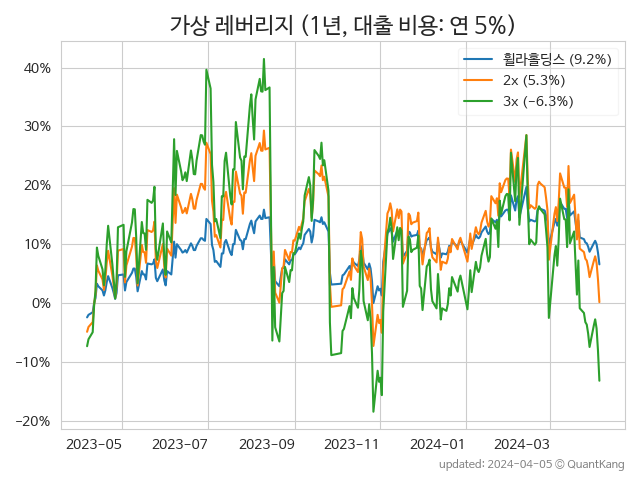 가상 레버리지 (1년, 대출 비용: 연 5%)
휠라홀딩스 (9.2%)
2x (5.3%)
3x (−6.3%)
40%
30%
20%
10%
0%
−10%
−20%
2023-05 2023-07 2023-09 2023-11 2024-01 2024-03
updated: 2024-04-05 © QuantKang